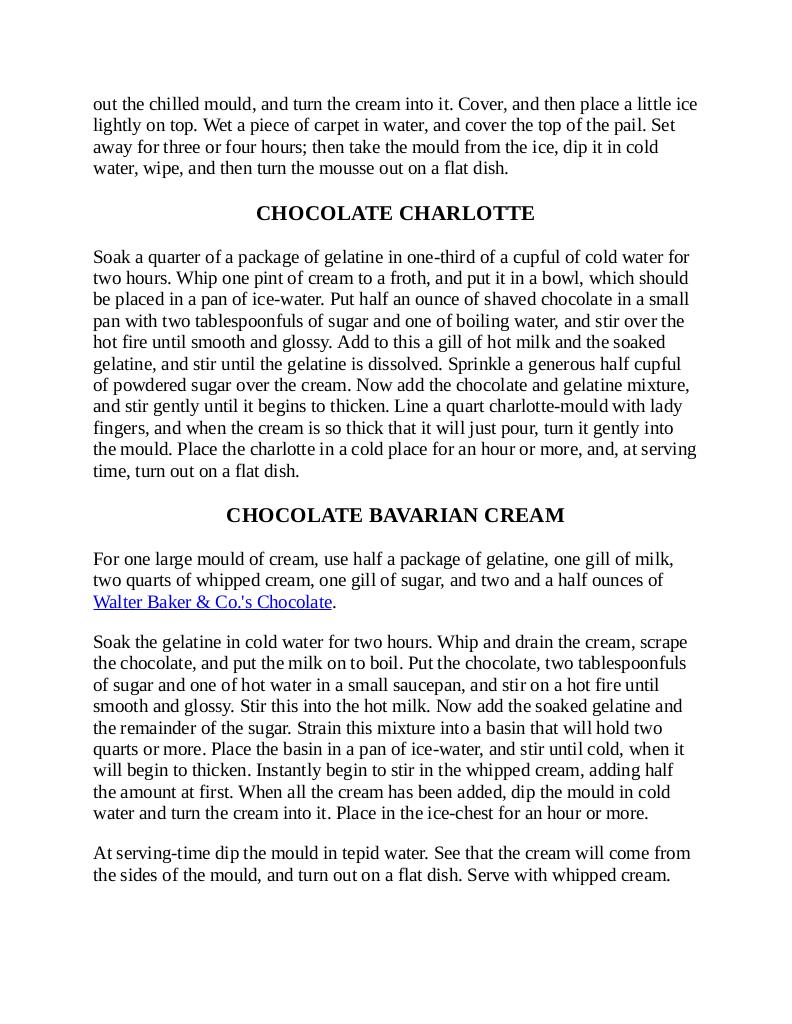 out the chilled mould, and turn the cream into it. Cover, and then place a little ice
lightly on top. Wet a piece of carpet in water, and cover the top of the pail. Set
away for three or four hours; then take the mould from the ice, dip it in cold
water, wipe, and then turn the mousse out on a flat dish.
CHOCOLATE CHARLOTTE
Soak a quarter of a package of gelatine in one-third of a cupful of cold water for
two hours. Whip one pint of cream to a froth, and put it in a bowl, which should
be placed in a pan of ice-water. Put half an ounce of shaved chocolate in a small
pan with two tablespoonfuls of sugar and one of boiling water, and stir over the
hot fire until smooth and glossy. Add to this a gill of hot milk and the soaked
gelatine, and stir until the gelatine is dissolved. Sprinkle a generous half cupful
of powdered sugar over the cream. Now add the chocolate and gelatine mixture,
and stir gently until it begins to thicken. Line a quart charlotte-mould with lady
fingers, and when the cream is so thick that it will just pour, turn it gently into
the mould. Place the charlotte in a cold place for an hour or more, and, at serving
time, turn out on a flat dish.
CHOCOLATE BAVARIAN CREAM
For one large mould of cream, use half a package of gelatine, one gill of milk,
two quarts of whipped cream, one gill of sugar, and two and a half ounces of
Walter Baker & Co.'s Chocolate.
Soak the gelatine in cold water for two hours. Whip and drain the cream, scrape
the chocolate, and put the milk on to boil. Put the chocolate, two tablespoonfuls
of sugar and one of hot water in a small saucepan, and stir on a hot fire until
smooth and glossy. Stir this into the hot milk. Now add the soaked gelatine and
the remainder of the sugar. Strain this mixture into a basin that will hold two
quarts or more. Place the basin in a pan of ice-water, and stir until cold, when it
will begin to thicken. Instantly begin to stir in the whipped cream, adding half
the amount at first. When all the cream has been added, dip the mould in cold
water and turn the cream into it. Place in the ice-chest for an hour or more.
At serving-time dip the mould in tepid water. See that the cream will come from
the sides of the mould, and turn out on a flat dish. Serve with whipped cream.